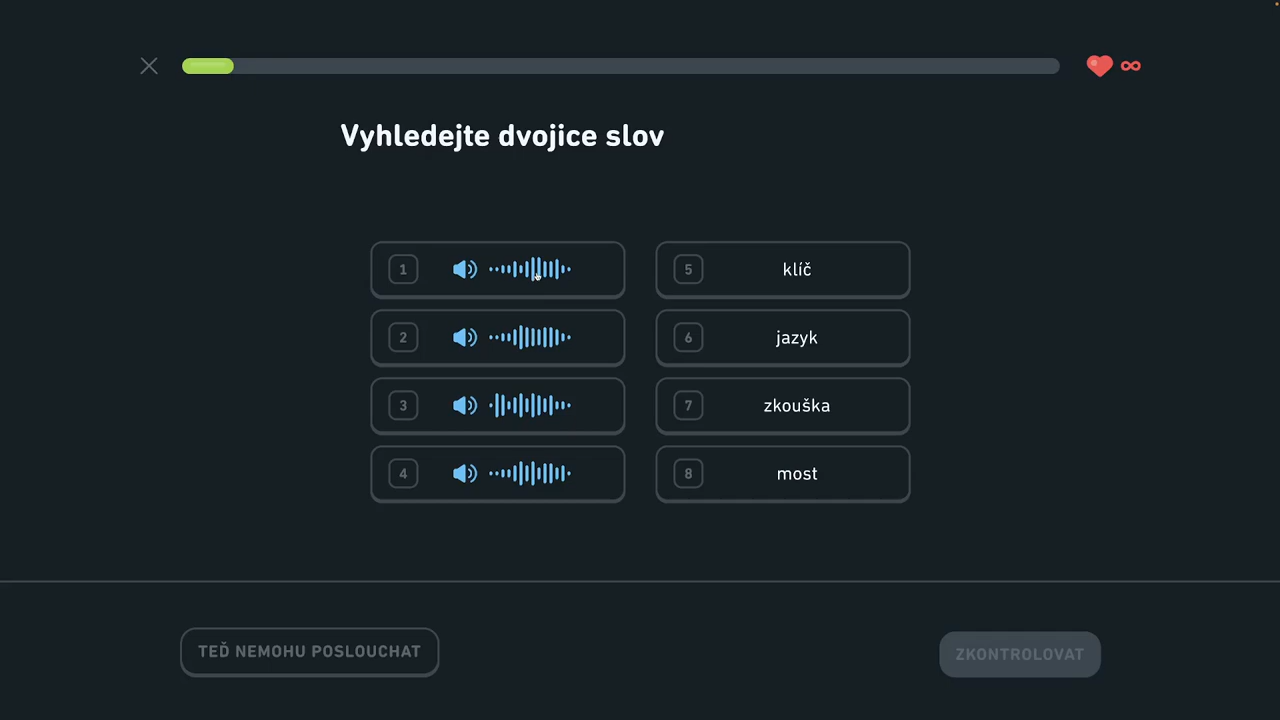 Vyhledejte dvojice slov
1
5 klíč
2
6 jazyk
3
7 zkouška
4
8 most
TEĎ NEMOHU POSLOUCHAT
ZKONTROLOVAT